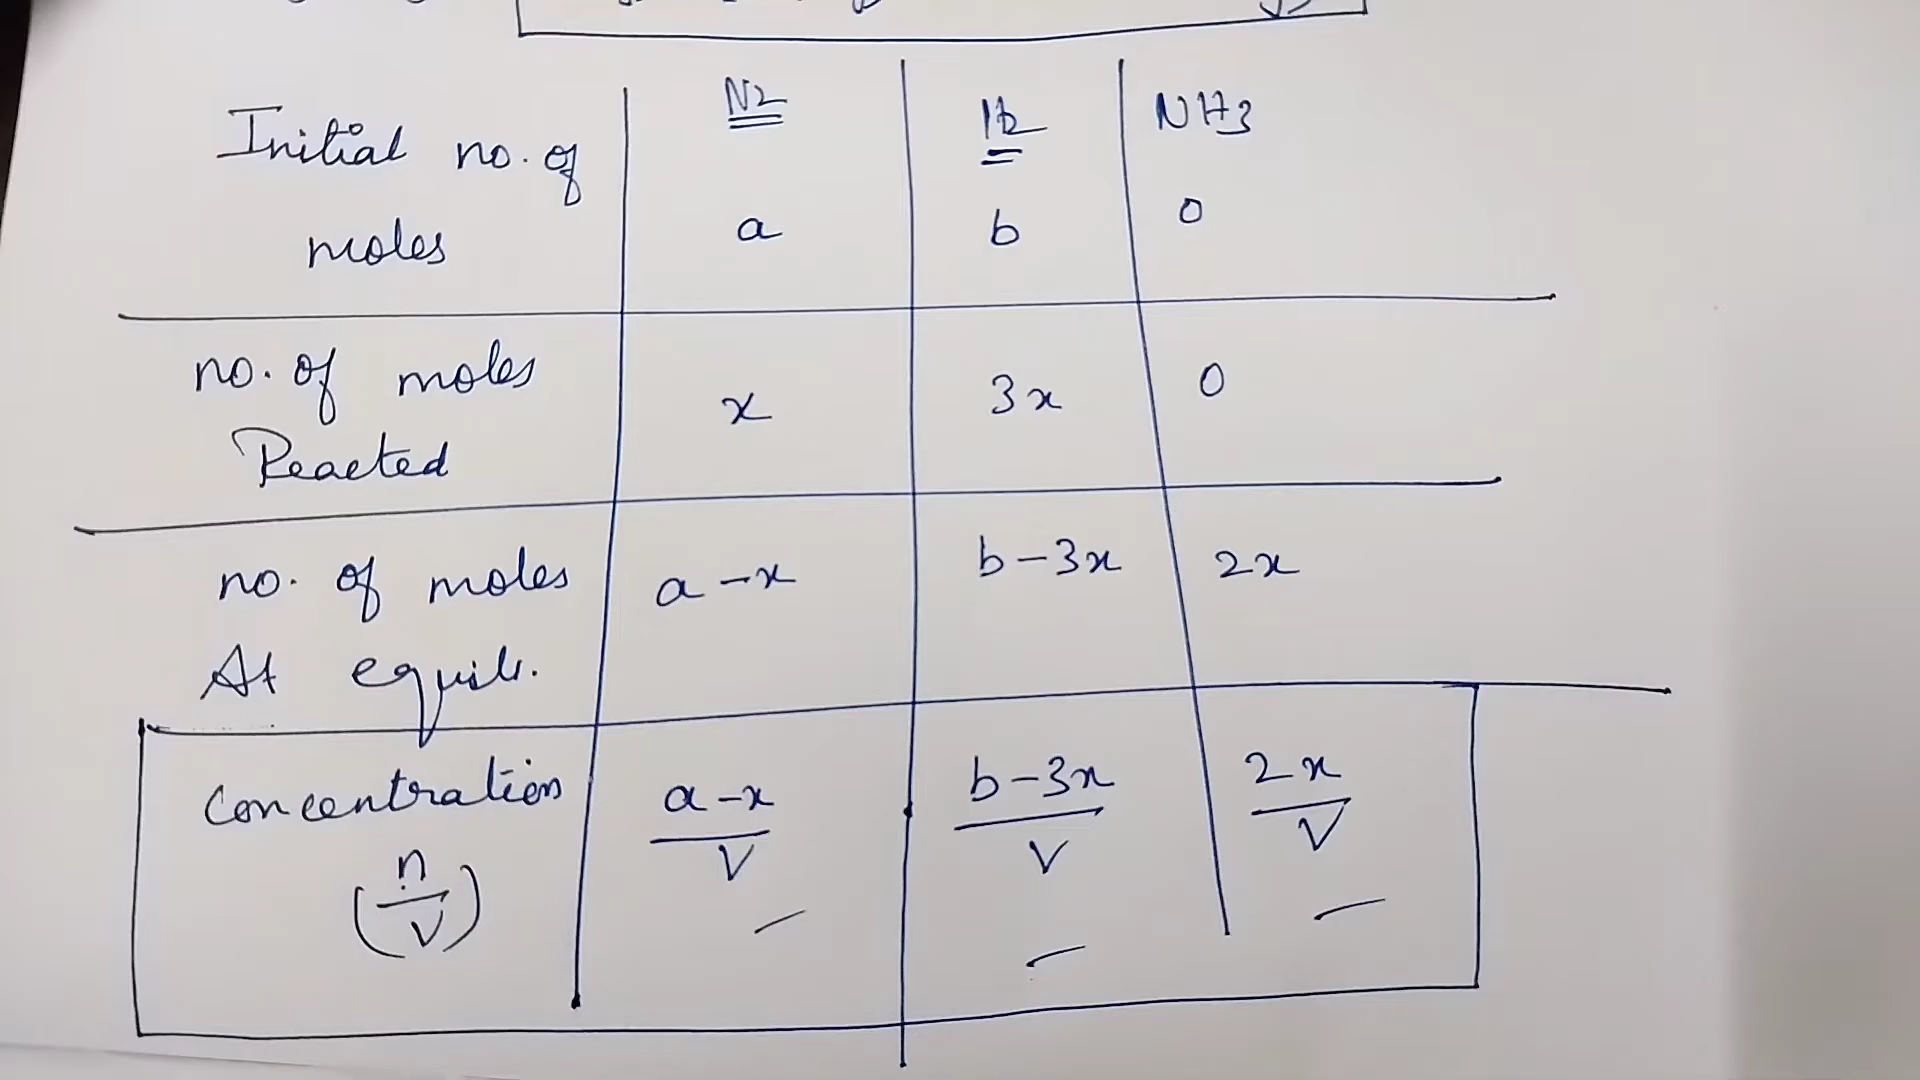 N2 H2 NH3
Initial no. of
moles a b 0
no. of moles
Reacted x 3x 0
no. of moles a-x b-3x 2x
At equilr.
Concentration a-x/V b-3x/V 2x/V
(n/v)